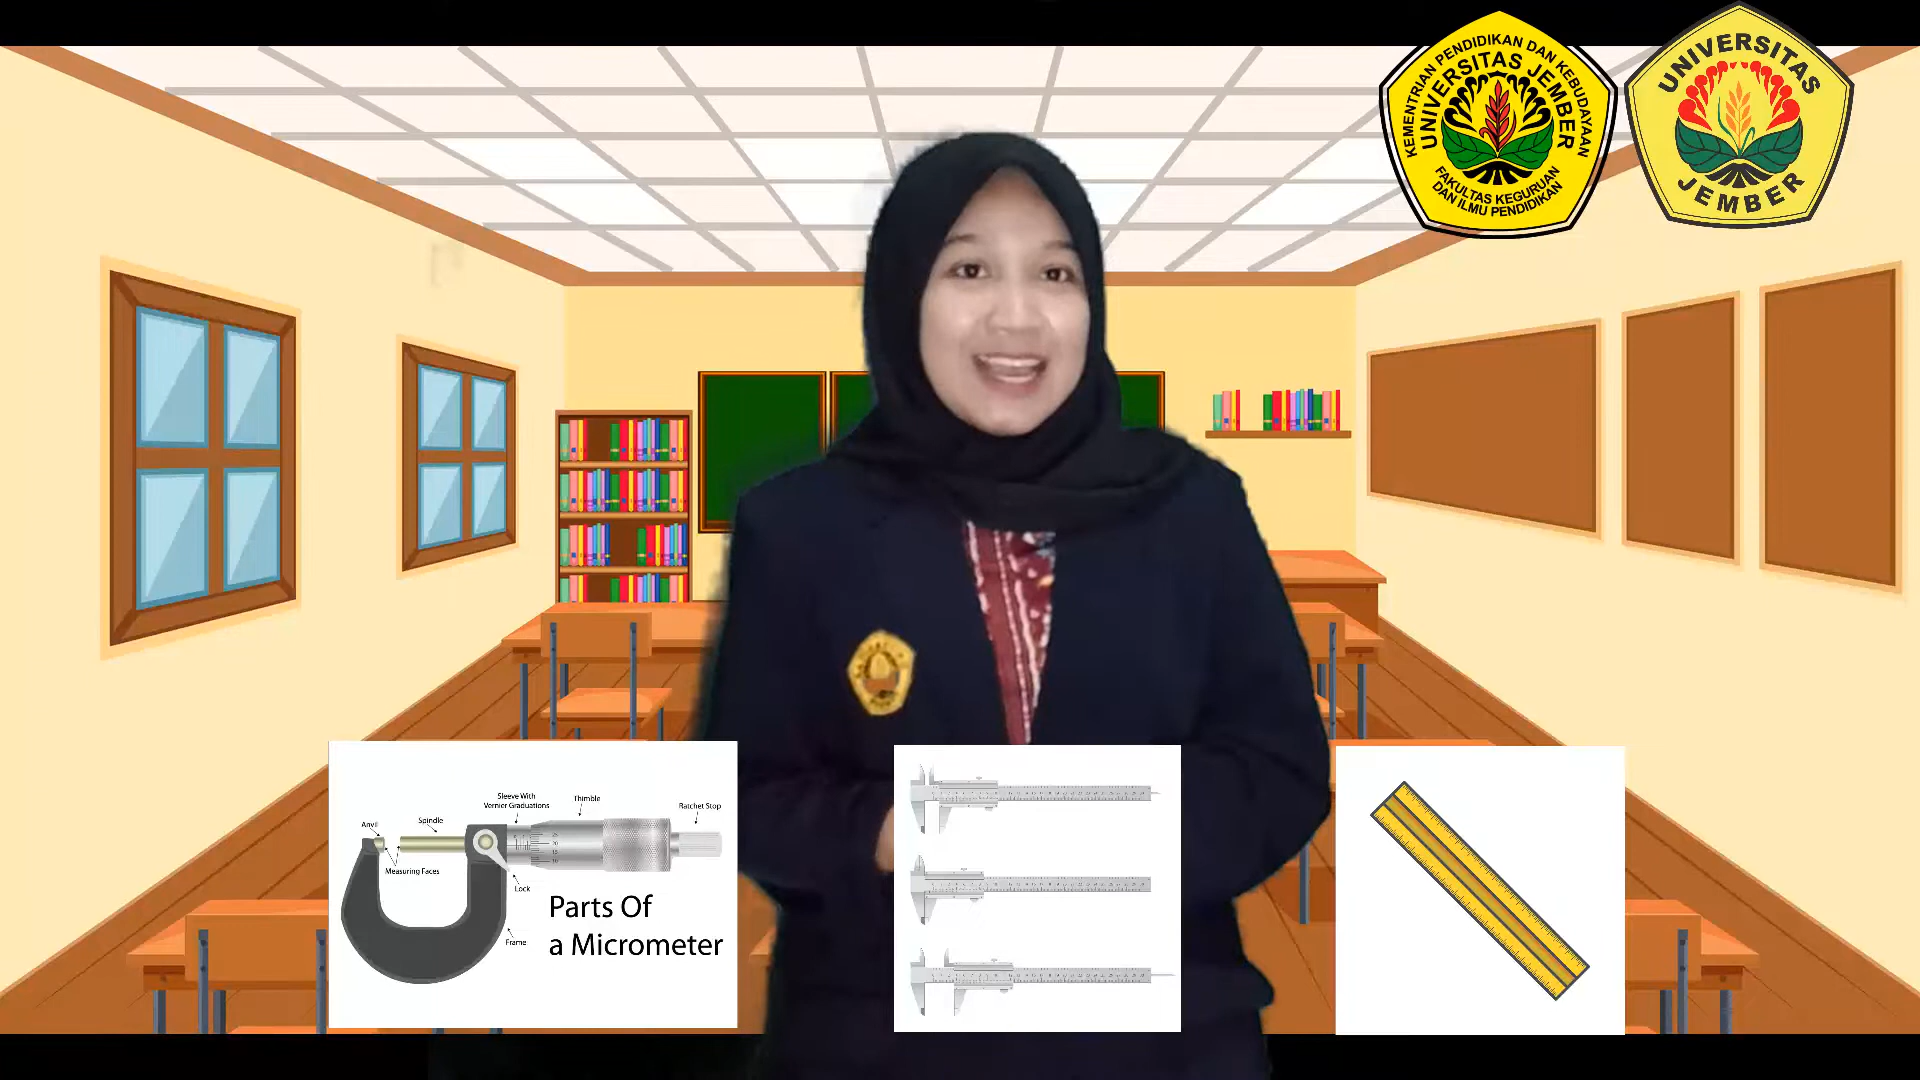 KEMENTRIAN PENDIDIKAN DAN KEBUDAYAAN
UNIVERSITAS JEMBER
FAKULTAS KEGURUAN
DAN ILMU PENDIDIKAN
UNIVERSITAS
JEMBER
Sleeve With
Vernier Graduations
Thimble
Ratchet Stop
Spindle
Anvil
Measuring Faces
Lock
Frame
Parts Of
a Micrometer